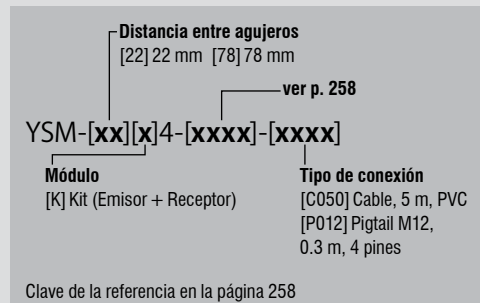 Distancia entre agujeros
[22] 22 mm [78] 78 mm
ver p. 258
YSM-[xx][x]4-[xxxx]-[xxxx]
Módulo
[K] Kit (Emisor + Receptor)
Tipo de conexión
[C050] Cable, 5 m, PVC
[P012] Pigtail M12,
0.3 m, 4 pines
Clave de la referencia en la página 258